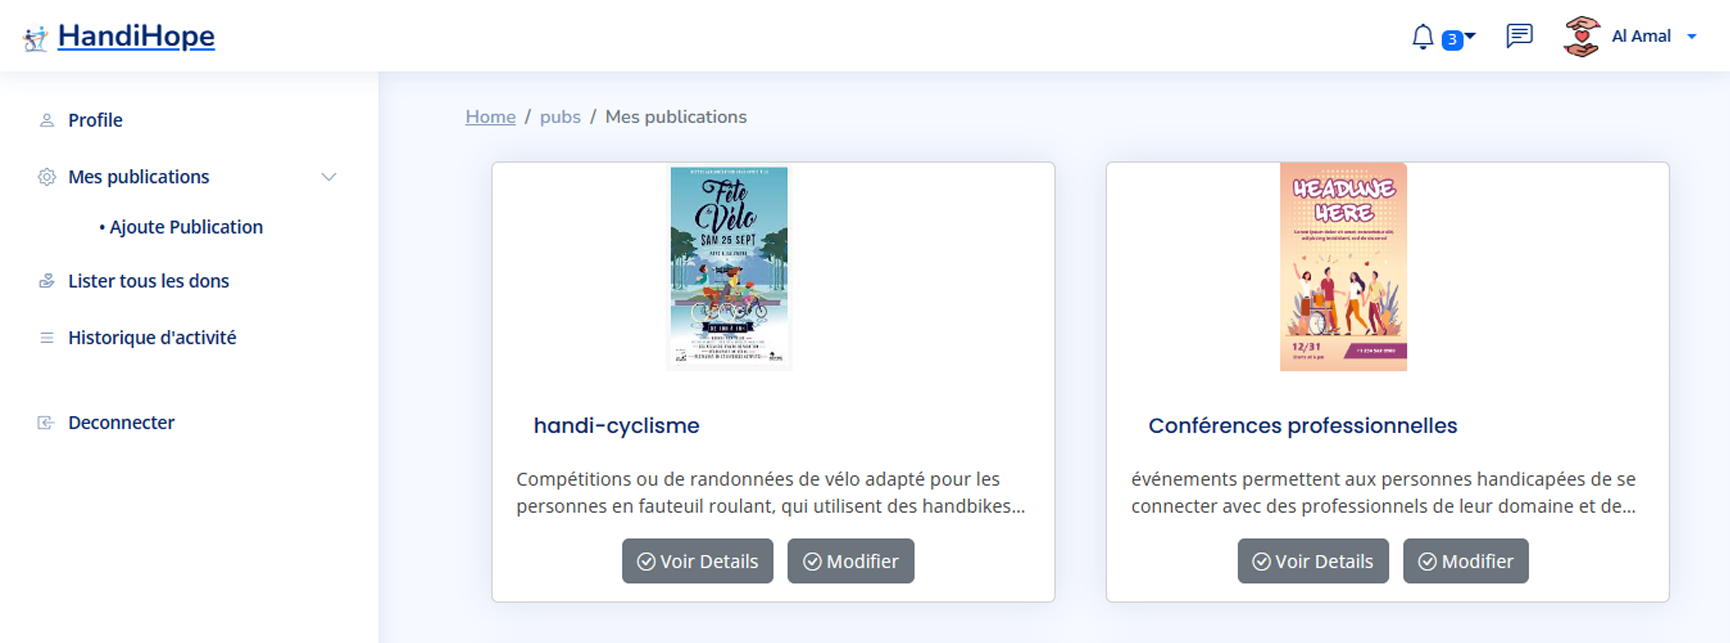 HandiHope
3
Al Amal
Profile
Mes publications
• Ajoute Publication
Lister tous les dons
Historique d'activité
Deconnecter
Home / pubs / Mes publications
Fête
Vélo
SAM 25 SEPT
handi-cyclisme
Compétitions ou de randonnées de vélo adapté pour les
personnes en fauteuil roulant, qui utilisent des handbikes...
Voir Details
Modifier
HEADLINE
HERE
12/31
Conférences professionnelles
événements permettent aux personnes handicapées de se
connecter avec des professionnels de leur domaine et de...
Voir Details
Modifier